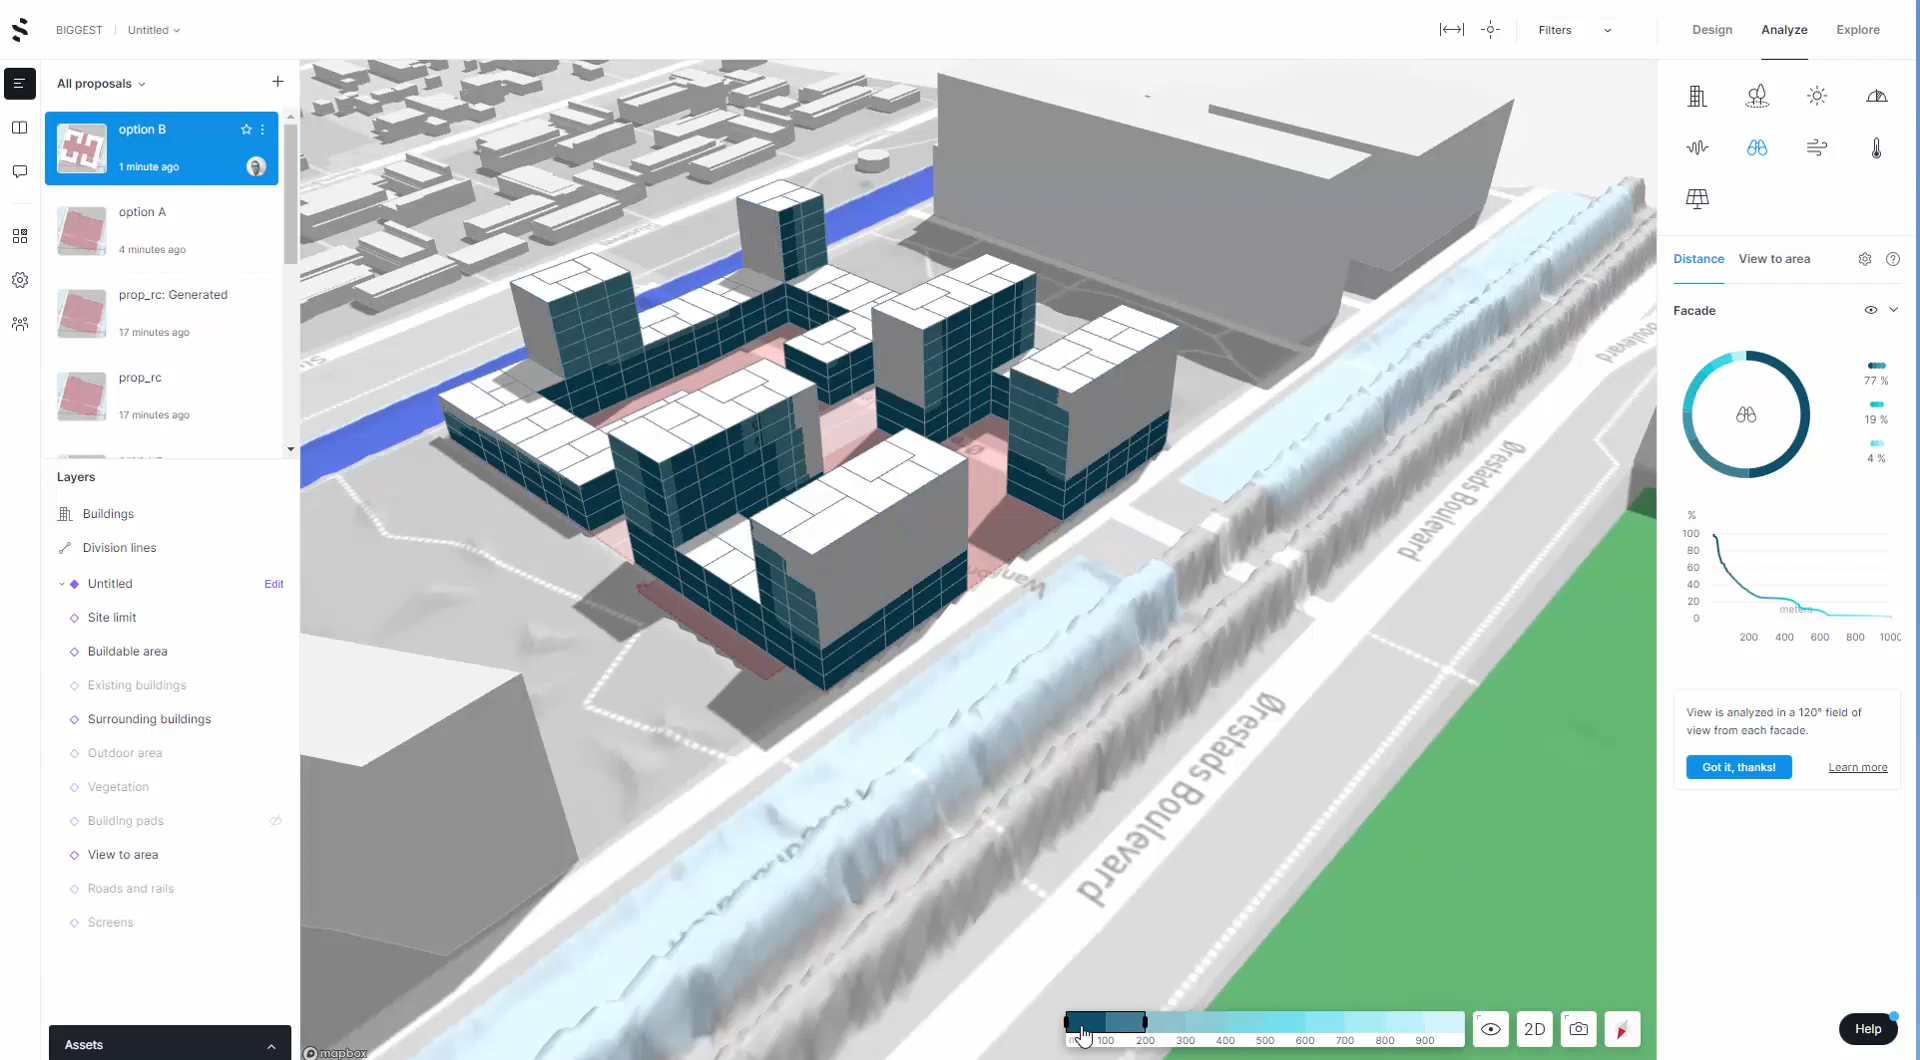 BIGGEST
Untitled
Filters
Design
Analyze
Explore
All proposals
option B
1 minute ago
option A
4 minutes ago
prop_rc: Generated
17 minutes ago
prop_rc
17 minutes ago
Layers
Buildings
Division lines
Untitled
Edit
Site limit
Buildable area
Existing buildings
Surrounding buildings
Outdoor area
Vegetation
Building pads
View to area
Roads and rails
Screens
Assets
Ørestads Boulevard
Ørestads Boulevard
mapbox
100 200 300 400 500 600 700 800 900
2D
Distance
View to area
Facade
77 %
19 %
4 %
%
100
80
60
40
20
0
meters
200 400 600 800 1000
View is analyzed in a 120° field of
view from each facade.
Got it, thanks!
Learn more
Help